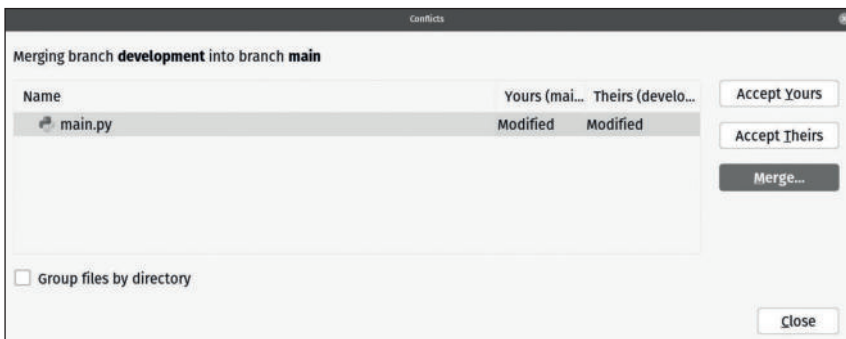 Conflicts
Merging branch development into branch main
Name Yours (mai... Theirs (develo...
main.py Modified Modified
Accept Yours
Accept Theirs
Merge...
Group files by directory
Close